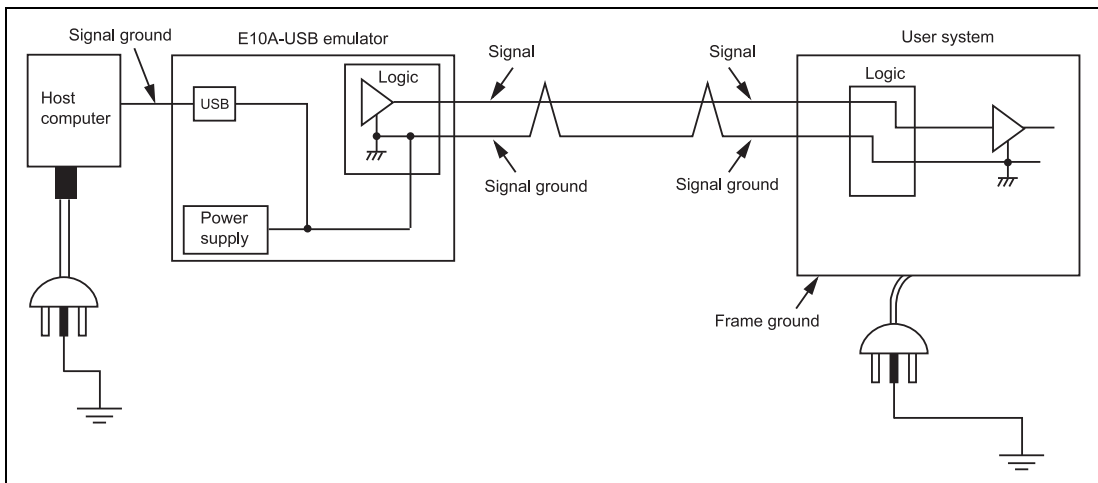 Signal ground
E10A-USB emulator
Signal
Signal
User system
Host
computer
USB
Logic
Logic
Signal ground
Signal ground
Power
supply
Frame ground